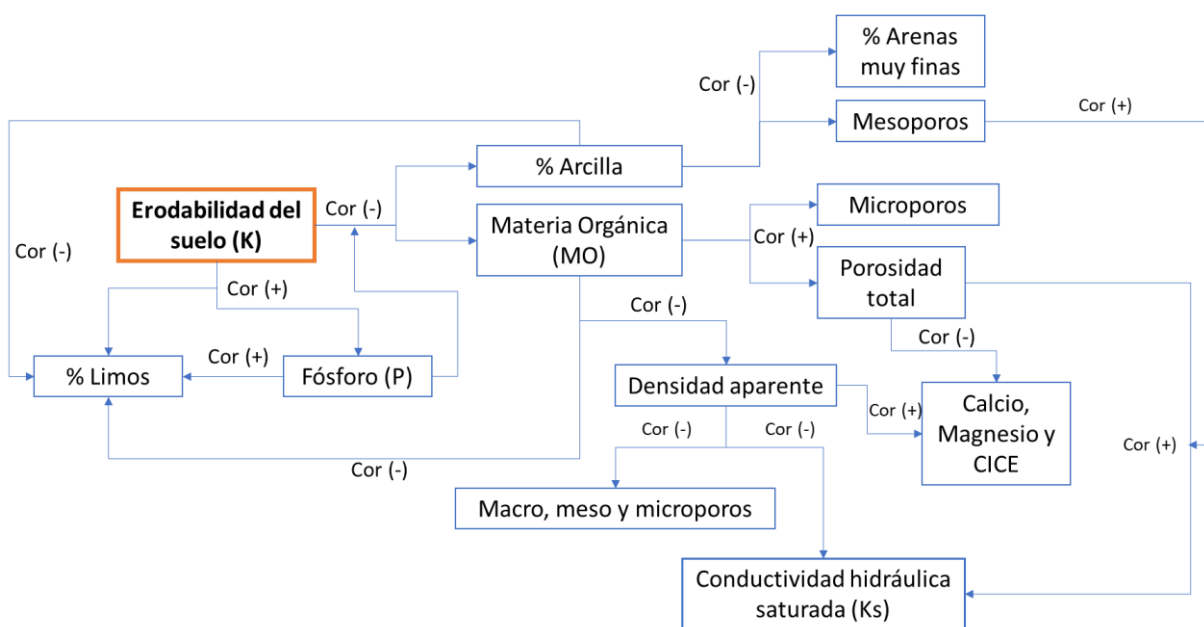 % Arenas
muy finas
Cor (-)
Mesoporos
Cor (+)
% Arcilla
Erodabilidad del
suelo (K)
Cor (-)
Materia Orgánica
(MO)
Microporos
Cor (+)
Cor (-)
Porosidad
total
Cor (+)
Cor (-)
Cor (-)
% Limos
Cor (+)
Fósforo (P)
Densidad aparente
Cor (+)
Calcio,
Magnesio y
CICE
Cor (-)
Cor (-)
Cor (+)
Cor (-)
Macro, meso y microporos
Conductividad hidráulica
saturada (Ks)